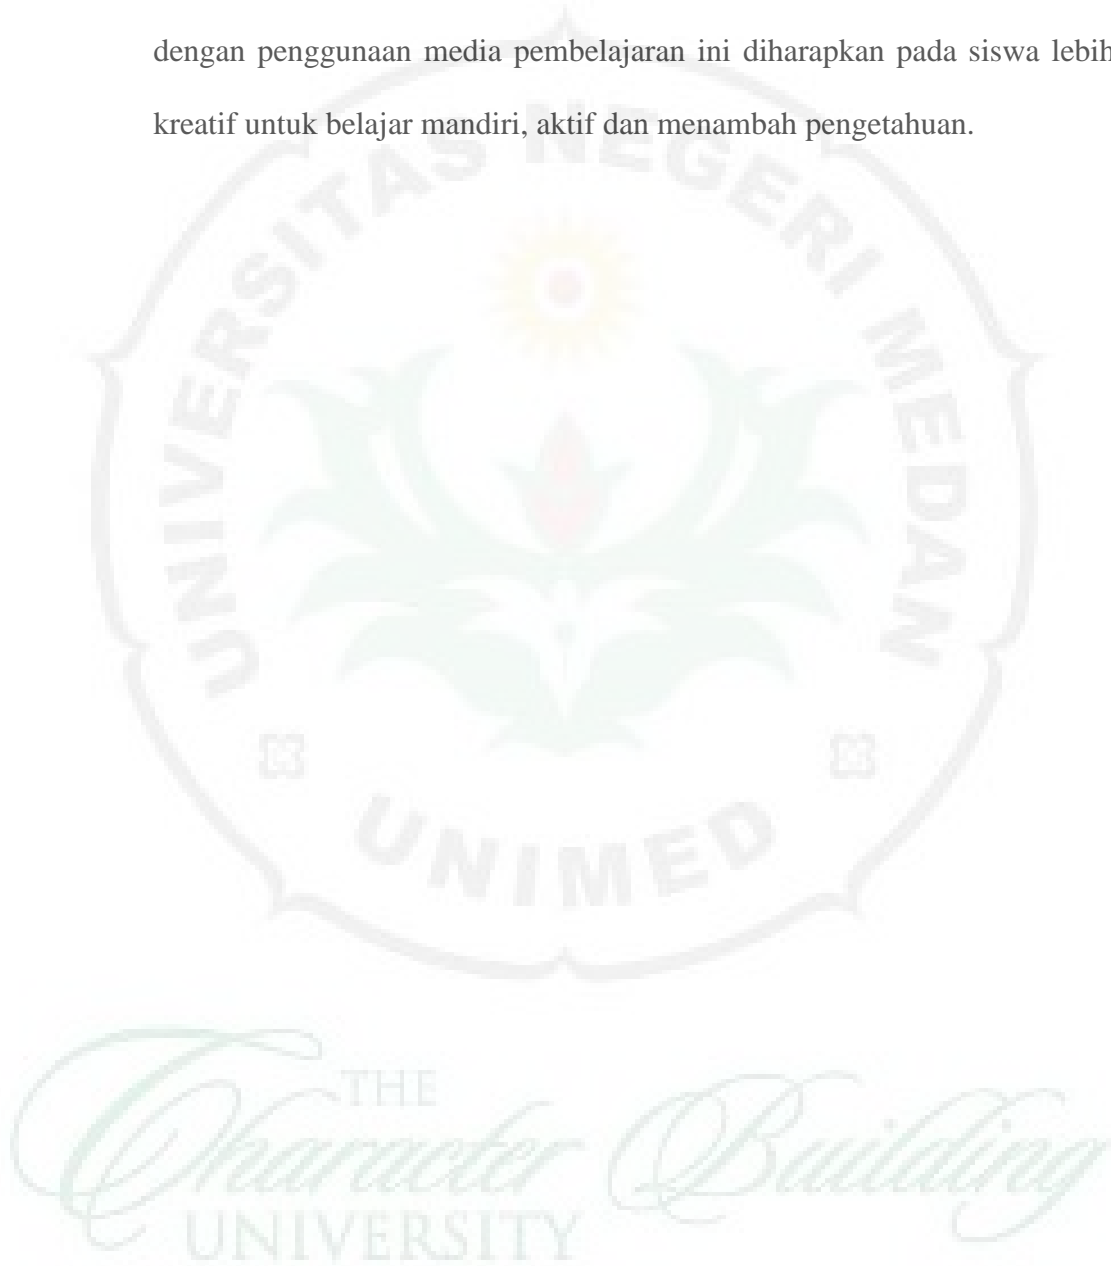 dengan penggunaan media pembelajaran ini diharapkan pada siswa lebih
kreatif untuk belajar mandiri, aktif dan menambah pengetahuan.
UNIVERSITAS NEGERI MEDAN
UNIMED
THE
Character Building
UNIVERSITY